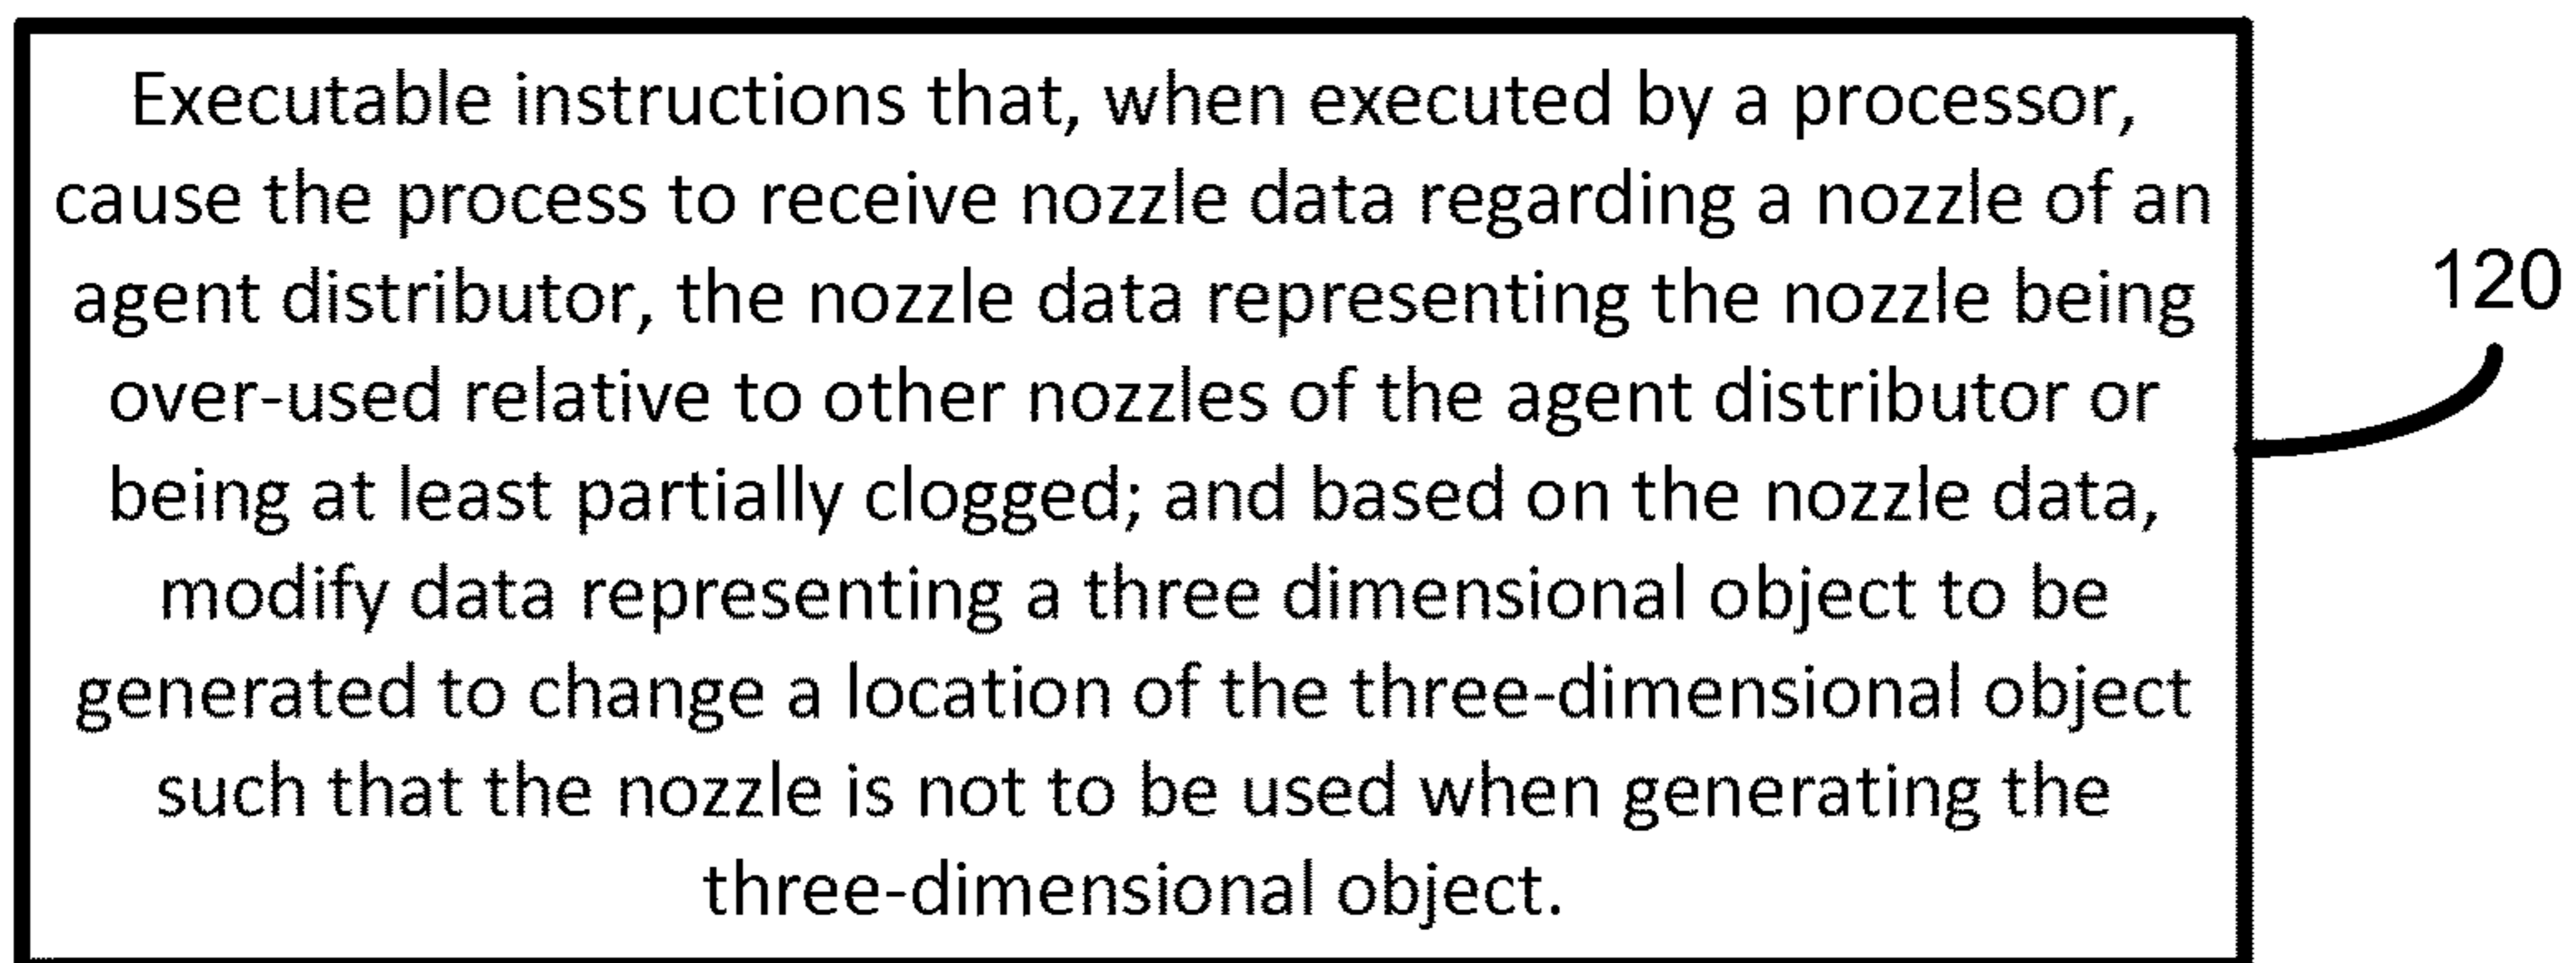 Executable instructions that, when executed by a processor,
cause the process to receive nozzle data regarding a nozzle of an
agent distributor, the nozzle data representing the nozzle being
over-used relative to other nozzles of the agent distributor or
being at least partially clogged; and based on the nozzle data,
modify data representing a three dimensional object to be
generated to change a location of the three-dimensional object
such that the nozzle is not to be used when generating the
three-dimensional object.
120